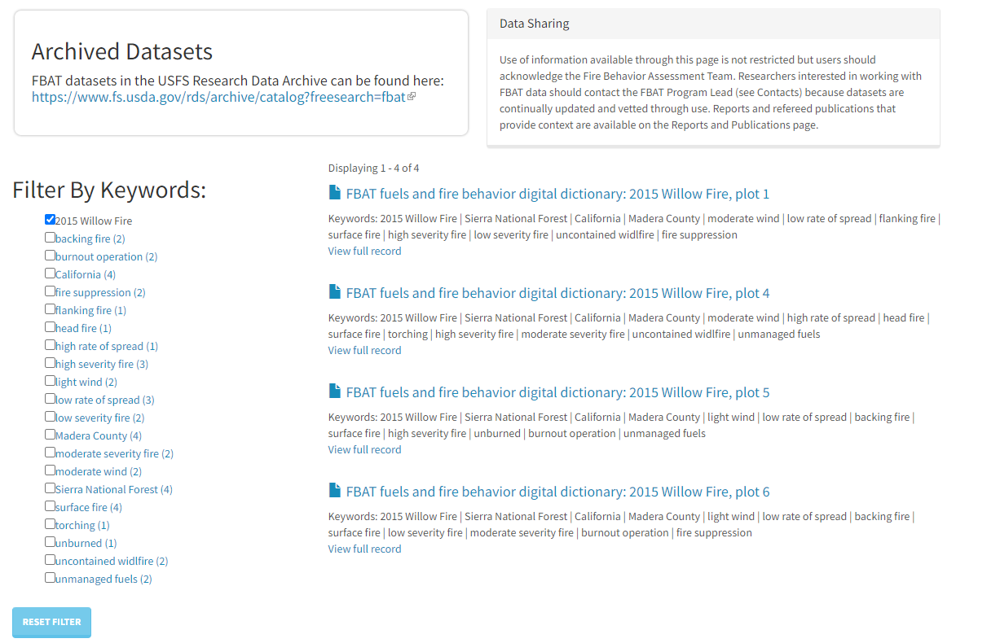 Archived Datasets
FBAT datasets in the USFS Research Data Archive can be found here:
https://www.fs.usda.gov/rds/archive/catalog?freesearch=fbat
Data Sharing
Use of information available through this page is not restricted but users should
acknowledge the Fire Behavior Assessment Team. Researchers interested in working with
FBAT data should contact the FBAT Program Lead (see Contacts) because datasets are
continually updated and vetted through use. Reports and refereed publications that
provide context are available on the Reports and Publications page.
Filter By Keywords:
2015 Willow Fire
backing fire (2)
burnout operation (2)
California (4)
fire suppression (2)
flanking fire (1)
head fire (1)
high rate of spread (1)
high severity fire (3)
light wind (2)
low rate of spread (3)
low severity fire (2)
Madera County (4)
moderate severity fire (2)
moderate wind (2)
Sierra National Forest (4)
surface fire (4)
torching (1)
unburned (1)
uncontained widlfire (2)
unmanaged fuels (2)
RESET FILTER
Displaying 1 - 4 of 4
FBAT fuels and fire behavior digital dictionary: 2015 Willow Fire, plot 1
Keywords: 2015 Willow Fire | Sierra National Forest | California | Madera County | moderate wind | low rate of spread | flanking fire |
surface fire | high severity fire | low severity fire | uncontained widlfire | fire suppression
View full record
FBAT fuels and fire behavior digital dictionary: 2015 Willow Fire, plot 4
Keywords: 2015 Willow Fire | Sierra National Forest | California | Madera County | moderate wind | high rate of spread | head fire |
surface fire | torching | high severity fire | moderate severity fire | uncontained widlfire | unmanaged fuels
View full record
FBAT fuels and fire behavior digital dictionary: 2015 Willow Fire, plot 5
Keywords: 2015 Willow Fire | Sierra National Forest | California | Madera County | light wind | low rate of spread | backing fire |
surface fire | high severity fire | unburned | burnout operation | unmanaged fuels
View full record
FBAT fuels and fire behavior digital dictionary: 2015 Willow Fire, plot 6
Keywords: 2015 Willow Fire | Sierra National Forest | California | Madera County | light wind | low rate of spread | backing fire |
surface fire | low severity fire | moderate severity fire | burnout operation | fire suppression
View full record